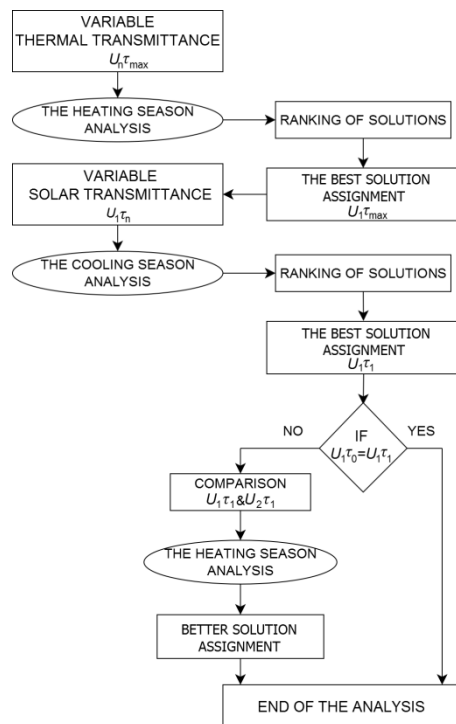 VARIABLE
THERMAL TRANSMITTANCE
Uₙτₘₐₓ
THE HEATING SEASON
ANALYSIS
RANKING OF SOLUTIONS
THE BEST SOLUTION
ASSIGNMENT
U₁τₘₐₓ
VARIABLE
SOLAR TRANSMITTANCE
U₁τₙ
THE COOLING SEASON
ANALYSIS
RANKING OF SOLUTIONS
THE BEST SOLUTION
ASSIGNMENT
U₁τ₁
NO
IF
YES
U₁τ₀=U₁τ₁
COMPARISON
U₁τ₁&U₂τ₁
THE HEATING SEASON
ANALYSIS
BETTER SOLUTION
ASSIGNMENT
END OF THE ANALYSIS